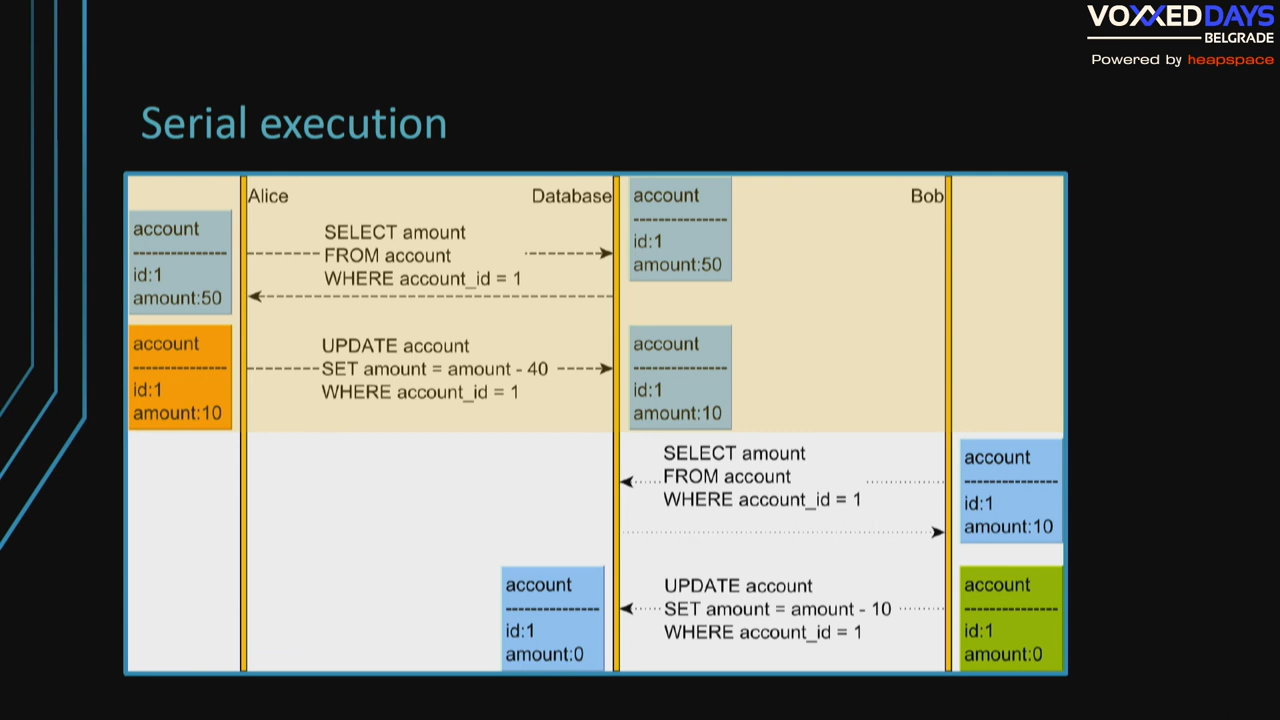 VOXXED DAYS
BELGRADE
Powered by heapspace
Serial execution
Alice
Database
Bob
account
---------------
id:1
amount:50
SELECT amount
FROM account
WHERE account_id = 1
account
---------------
id:1
amount:50
account
---------------
id:1
amount:10
UPDATE account
SET amount = amount - 40
WHERE account_id = 1
account
---------------
id:1
amount:10
SELECT amount
FROM account
WHERE account_id = 1
account
---------------
id:1
amount:10
account
---------------
id:1
amount:0
UPDATE account
SET amount = amount - 10
WHERE account_id = 1
account
---------------
id:1
amount:0